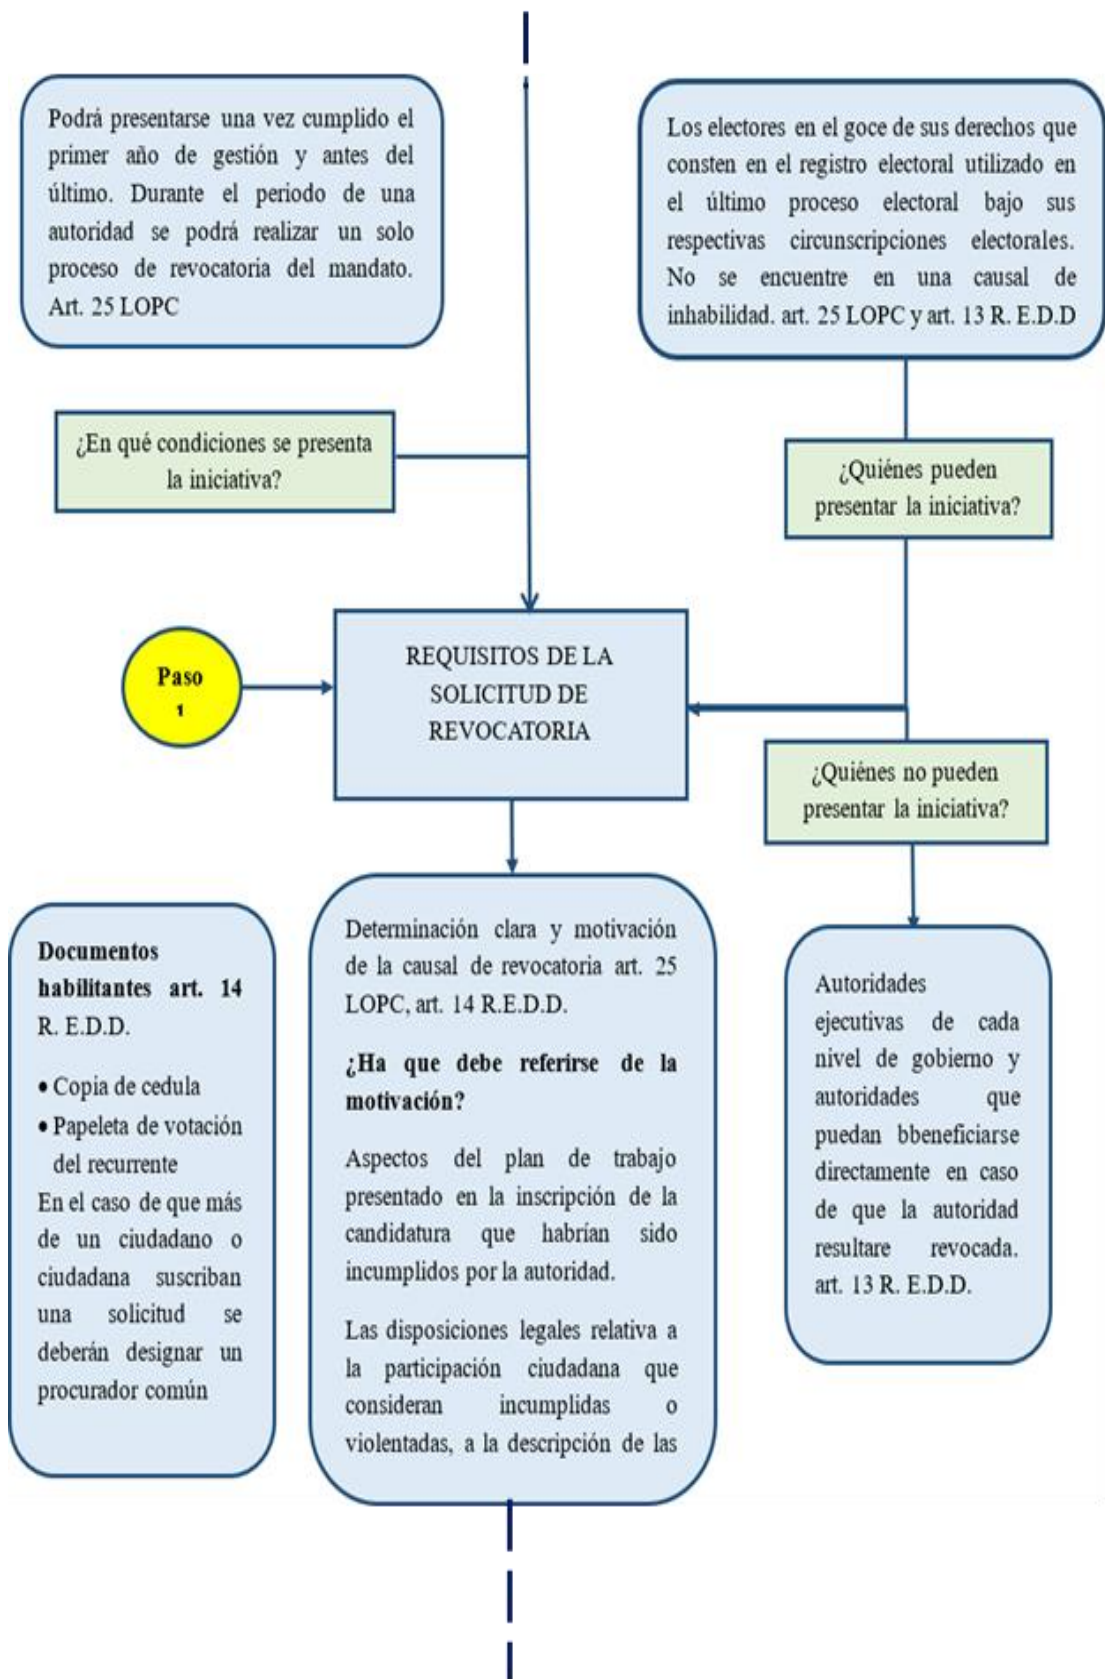 Podrá presentarse una vez cumplido el
primer año de gestión y antes del
último. Durante el periodo de una
autoridad se podrá realizar un solo
proceso de revocatoria del mandato.
Art. 25 LOPC
Los electores en el goce de sus derechos que
consten en el registro electoral utilizado en
el último proceso electoral bajo sus
respectivas circunscripciones electorales.
No se encuentre en una causal de
inhabilidad. art. 25 LOPC y art. 13 R. E.D.D
¿En qué condiciones se presenta
la iniciativa?
¿Quiénes pueden
presentar la iniciativa?
Paso
1
REQUISITOS DE LA
SOLICITUD DE
REVOCATORIA
¿Quiénes no pueden
presentar la iniciativa?
Documentos
habilitantes art. 14
R. E.D.D.
• Copia de cedula
• Papeleta de votación
del recurrente
En el caso de que más
de un ciudadano o
ciudadana suscriban
una solicitud se
deberán designar un
procurador común
Determinación clara y motivación
de la causal de revocatoria art. 25
LOPC, art. 14 R.E.D.D.
¿Ha que debe referirse de la
motivación?
Aspectos del plan de trabajo
presentado en la inscripción de la
candidatura que habrían sido
incumplidos por la autoridad.
Las disposiciones legales relativa a
la participación ciudadana que
consideran incumplidas o
violentadas, a la descripción de las
Autoridades
ejecutivas de cada
nivel de gobierno y
autoridades que
puedan bbeneficiarse
directamente en caso
de que la autoridad
resultare revocada.
art. 13 R. E.D.D.